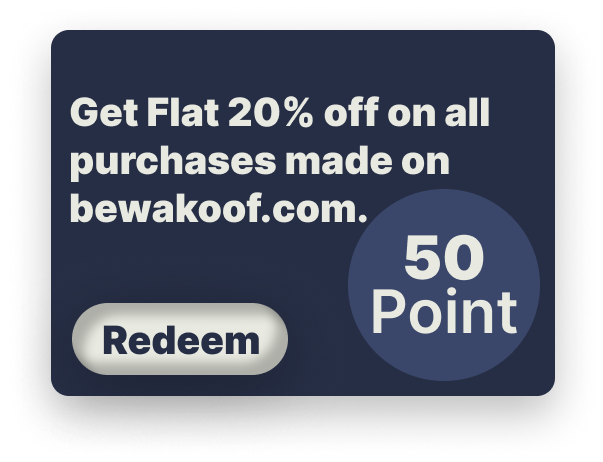 Get Flat 20% off on all
purchases made on
bewakoof.com.
50
Point
Redeem